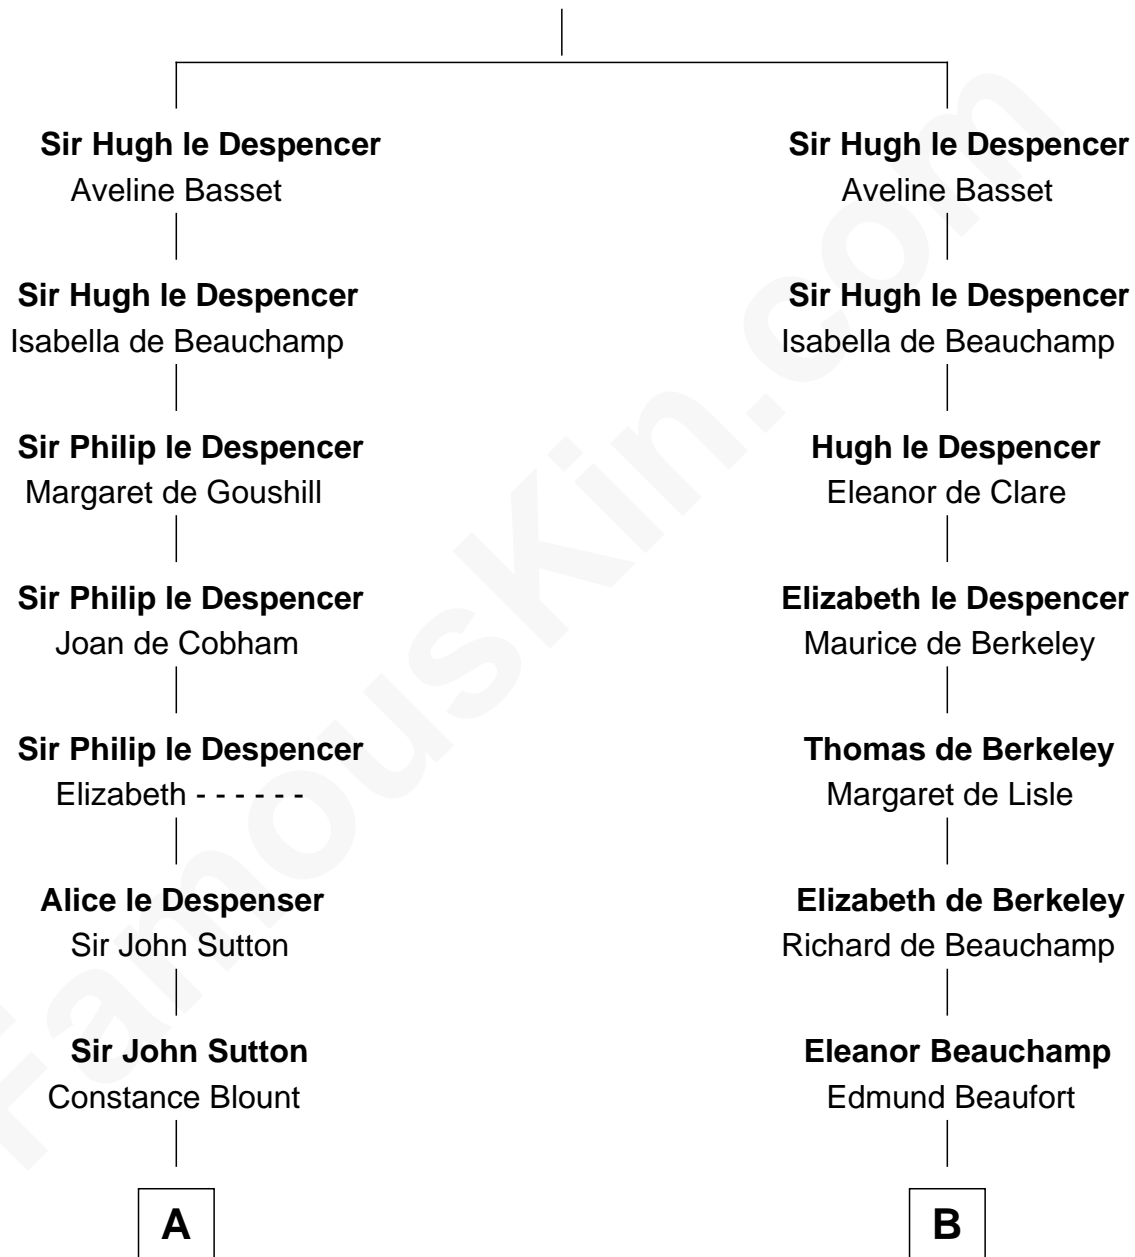 Sir Hugh le Despencer
Aveline Basset
Sir Hugh le Despencer
Isabella de Beauchamp
Sir Philip le Despencer
Margaret de Goushill
Sir Philip le Despencer
Joan de Cobham
Sir Philip le Despencer
Elizabeth - - - - - -
Alice le Despenser
Sir John Sutton
Sir John Sutton
Constance Blount
A
Sir Hugh le Despencer
Aveline Basset
Sir Hugh le Despencer
Isabella de Beauchamp
Hugh le Despencer
Eleanor de Clare
Elizabeth le Despencer
Maurice de Berkeley
Thomas de Berkeley
Margaret de Lisle
Elizabeth de Berkeley
Richard de Beauchamp
Eleanor Beauchamp
Edmund Beaufort
B
FamousKin.com